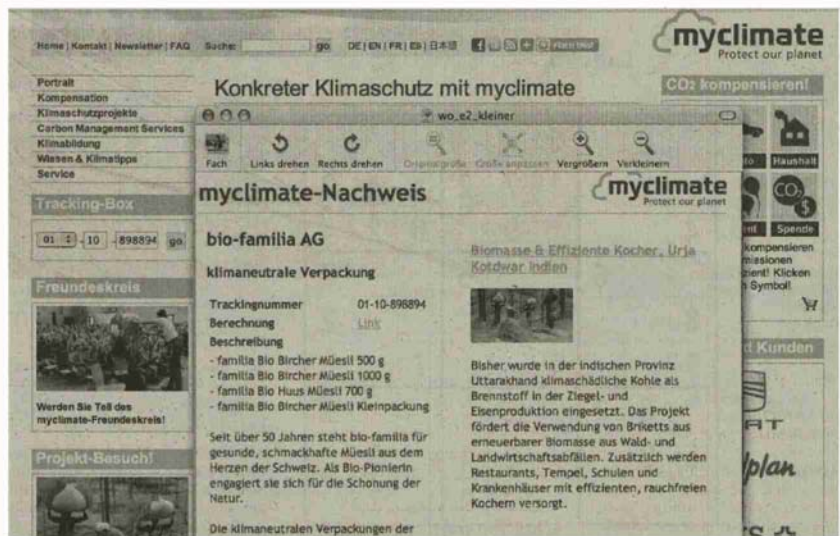 Home | Kontakt | Newsletter | FAQ Suche: go DE | EN | FR | ES | 日本語
myclimate
Protect our planet
Portrait
Kompensation
Klimaschutzprojekte
Carbon Management Services
Klimabildung
Wissen & Klimatipps
Service
Tracking-Box
01 - 10 - 898894 go
Freundeskreis
Werden Sie Teil des
myclimate-Freundeskreis!
Projekt-Besuch!
Konkreter Klimaschutz mit myclimate
wo_e2_kleiner
Fach Links drehen Rechts drehen Originalgröße Größe anpassen Vergrößern Verkleinern
myclimate-Nachweis
myclimate
Protect our planet
bio-familia AG
klimaneutrale Verpackung
Trackingnummer 01-10-898894
Berechnung Link
Beschreibung
- familia Bio Bircher Müesli 500 g
- familia Bio Bircher Müesli 1000 g
- familia Bio Huus Müesli 700 g
- familia Bio Bircher Müesli Kleinpackung
Seit über 50 Jahren steht bio-familia für
gesunde, schmackhafte Müesli aus dem
Herzen der Schweiz. Als Bio-Pionierin
engagiert sie sich für die Schonung der
Natur.
Die klimaneutralen Verpackungen der
Biomasse & Effiziente Kocher, Urja
Kotdwar Indien
Bisher wurde in der indischen Provinz
Uttarakhand klimaschädliche Kohle als
Brennstoff in der Ziegel- und
Eisenproduktion eingesetzt. Das Projekt
fördert die Verwendung von Briketts aus
erneuerbarer Biomasse aus Wald- und
Landwirtschaftsabfällen. Zusätzlich werden
Restaurants, Tempel, Schulen und
Krankenhäuser mit effizienten, rauchfreien
Kochern versorgt.
CO2 kompensieren!
Haushalt
CO2
$
Spende
kompensieren
Klicken
Symbol!
Kunden